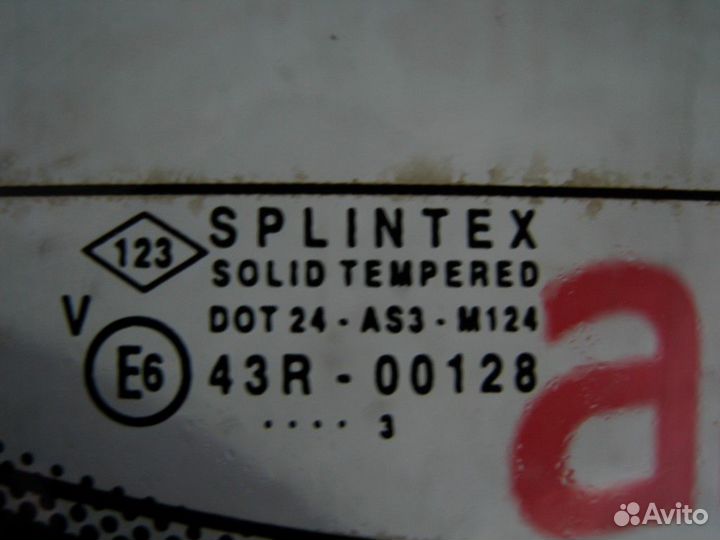 123 SPLINTEX
SOLID TEMPERED
V DOT 24 - AS3 - M124
E6 43R - 00128
.... 3
a
Avito